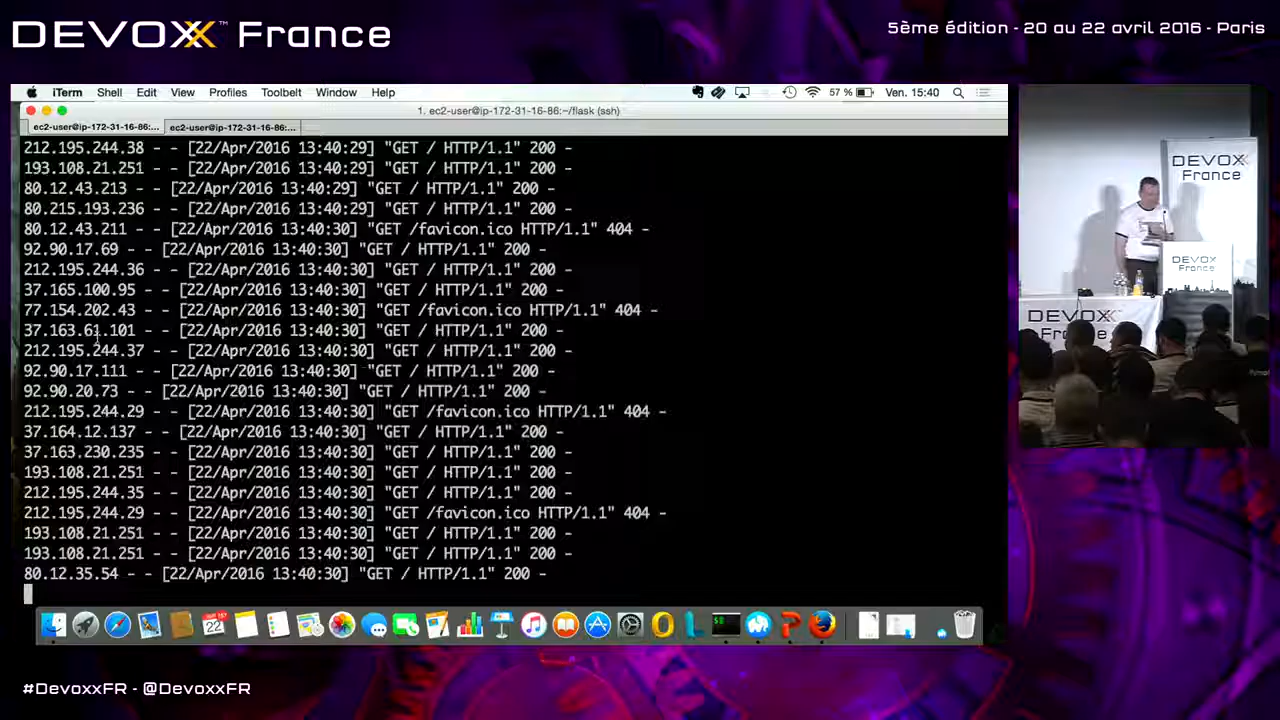 DEVOXX™ France
5ème édition - 20 au 22 avril 2016 - Paris
iTerm Shell Edit View Profiles Toolbelt Window Help
57 % Ven. 15:40
1. ec2-user@ip-172-31-16-86:~/flask (ssh)
ec2-user@ip-172-31-16-86:... ec2-user@ip-172-31-16-86:...
212.195.244.38 - - [22/Apr/2016 13:40:29] "GET / HTTP/1.1" 200 -
193.108.21.251 - - [22/Apr/2016 13:40:29] "GET / HTTP/1.1" 200 -
80.12.43.213 - - [22/Apr/2016 13:40:29] "GET / HTTP/1.1" 200 -
80.215.193.236 - - [22/Apr/2016 13:40:29] "GET / HTTP/1.1" 200 -
80.12.43.211 - - [22/Apr/2016 13:40:30] "GET /favicon.ico HTTP/1.1" 404 -
92.90.17.69 - - [22/Apr/2016 13:40:30] "GET / HTTP/1.1" 200 -
212.195.244.36 - - [22/Apr/2016 13:40:30] "GET / HTTP/1.1" 200 -
37.165.100.95 - - [22/Apr/2016 13:40:30] "GET / HTTP/1.1" 200 -
77.154.202.43 - - [22/Apr/2016 13:40:30] "GET /favicon.ico HTTP/1.1" 404 -
37.163.61.101 - - [22/Apr/2016 13:40:30] "GET / HTTP/1.1" 200 -
212.195.244.37 - - [22/Apr/2016 13:40:30] "GET / HTTP/1.1" 200 -
92.90.17.111 - - [22/Apr/2016 13:40:30] "GET / HTTP/1.1" 200 -
92.90.20.73 - - [22/Apr/2016 13:40:30] "GET / HTTP/1.1" 200 -
212.195.244.29 - - [22/Apr/2016 13:40:30] "GET /favicon.ico HTTP/1.1" 404 -
37.164.12.137 - - [22/Apr/2016 13:40:30] "GET / HTTP/1.1" 200 -
37.163.230.235 - - [22/Apr/2016 13:40:30] "GET / HTTP/1.1" 200 -
193.108.21.251 - - [22/Apr/2016 13:40:30] "GET / HTTP/1.1" 200 -
212.195.244.35 - - [22/Apr/2016 13:40:30] "GET / HTTP/1.1" 200 -
212.195.244.29 - - [22/Apr/2016 13:40:30] "GET /favicon.ico HTTP/1.1" 404 -
193.108.21.251 - - [22/Apr/2016 13:40:30] "GET / HTTP/1.1" 200 -
193.108.21.251 - - [22/Apr/2016 13:40:30] "GET / HTTP/1.1" 200 -
80.12.35.54 - - [22/Apr/2016 13:40:30] "GET / HTTP/1.1" 200 -
22
DEVOXX
France
DEVOXX
France
DEVOXX
France
#DevoxxFR - @DevoxxFR